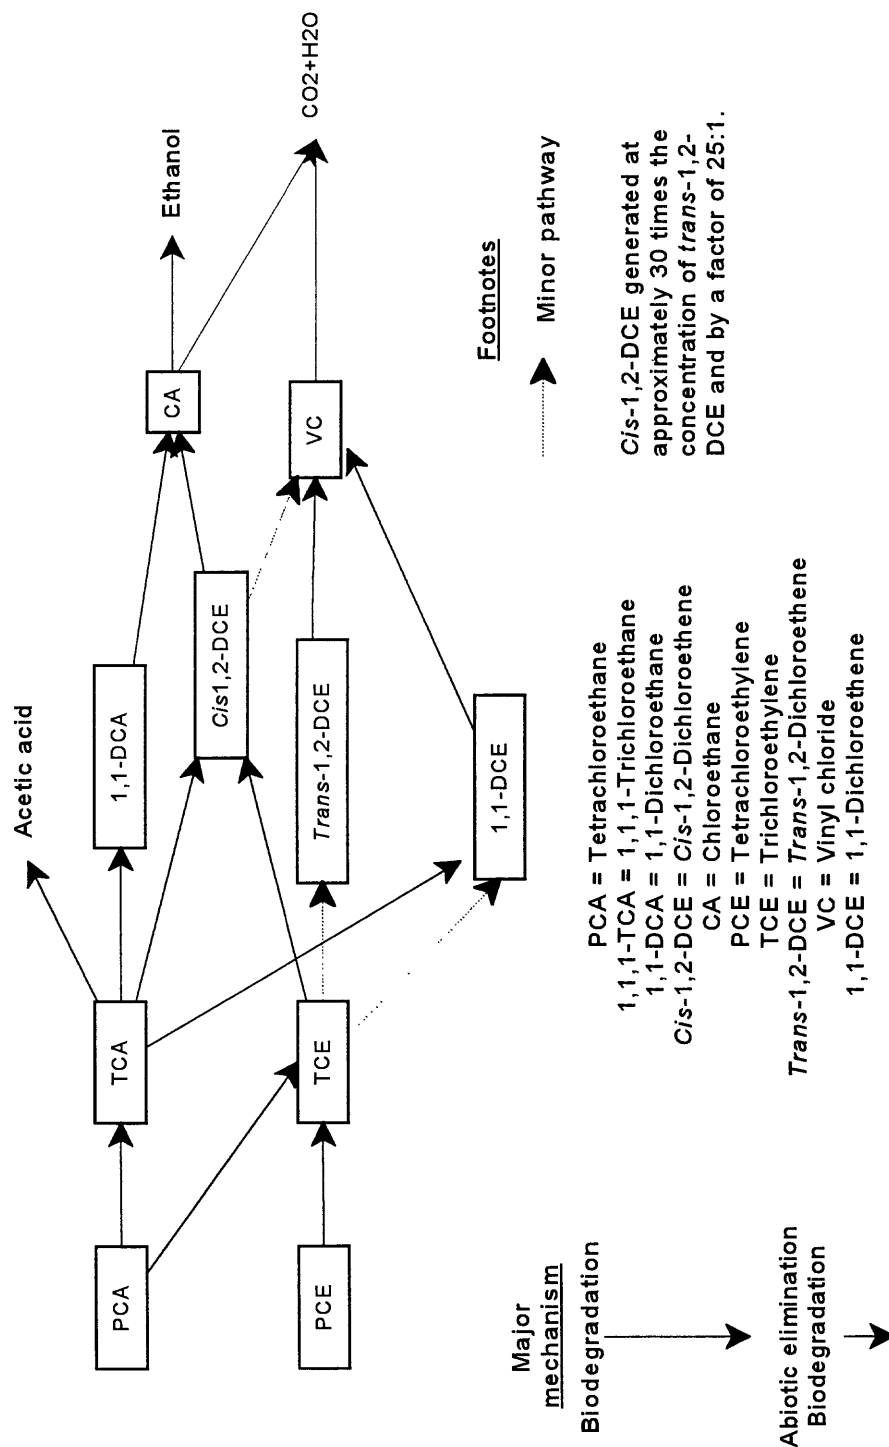 Acetic acid
Ethanol
CO2+H2O
PCA
TCA
1,1-DCA
CA
Cis1,2-DCE
PCE
TCE
Trans-1,2-DCE
VC
1,1-DCE
Major
mechanism
Biodegradation
Abiotic elimination
Biodegradation
PCA = Tetrachloroethane
1,1,1-TCA = 1,1,1-Trichloroethane
1,1-DCA = 1,1-Dichloroethane
Cis-1,2-DCE = Cis-1,2-Dichloroethene
CA = Chloroethane
PCE = Tetrachloroethylene
TCE = Trichloroethylene
Trans-1,2-DCE = Trans-1,2-Dichloroethene
VC = Vinyl chloride
1,1-DCE = 1,1-Dichloroethene
Footnotes
Minor pathway
Cis-1,2-DCE generated at
approximately 30 times the
concentration of trans-1,2-
DCE and by a factor of 25:1.